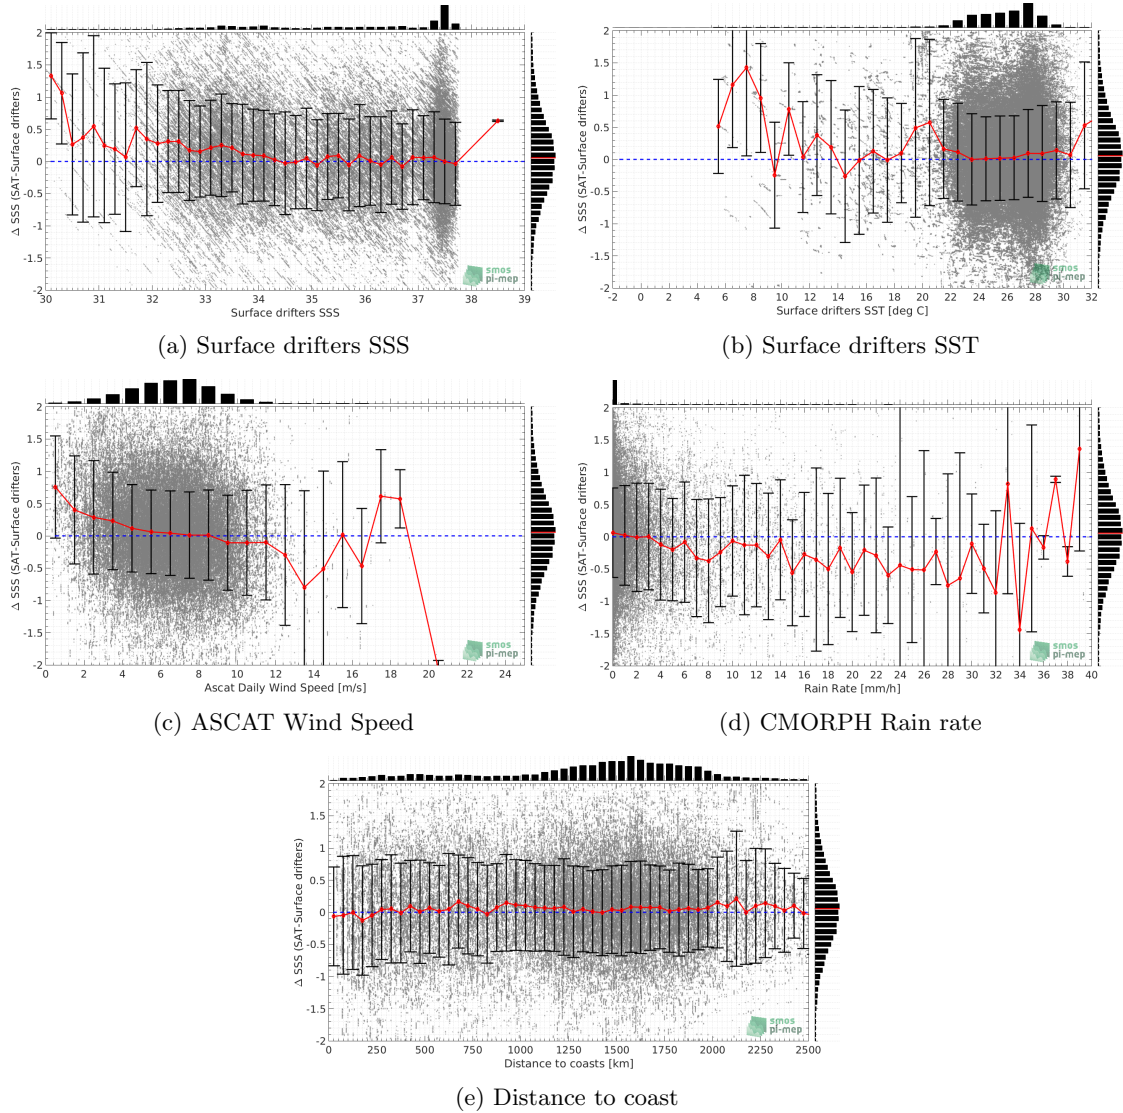 2
1.5
1
0.5
0
-0.5
-1
-1.5
-2
Δ SSS (SAT-Surface drifters)
30 31 32 33 34 35 36 37 38 39
Surface drifters SSS
smos
pi-mep
(a) Surface drifters SSS
2
1.5
1
0.5
0
-0.5
-1
-1.5
-2
Δ SSS (SAT-Surface drifters)
-2 0 2 4 6 8 10 12 14 16 18 20 22 24 26 28 30 32
Surface drifters SST [deg C]
smos
pi-mep
(b) Surface drifters SST
2
1.5
1
0.5
0
-0.5
-1
-1.5
-2
Δ SSS (SAT-Surface drifters)
0 2 4 6 8 10 12 14 16 18 20 22 24
Ascat Daily Wind Speed [m/s]
smos
pi-mep
(c) ASCAT Wind Speed
2
1.5
1
0.5
0
-0.5
-1
-1.5
-2
Δ SSS (SAT-Surface drifters)
0 2 4 6 8 10 12 14 16 18 20 22 24 26 28 30 32 34 36 38 40
Rain Rate [mm/h]
smos
pi-mep
(d) CMORPH Rain rate
2
1.5
1
0.5
0
-0.5
-1
-1.5
-2
Δ SSS (SAT-Surface drifters)
0 250 500 750 1000 1250 1500 1750 2000 2250 2500
Distance to coasts [km]
smos
pi-mep
(e) Distance to coast